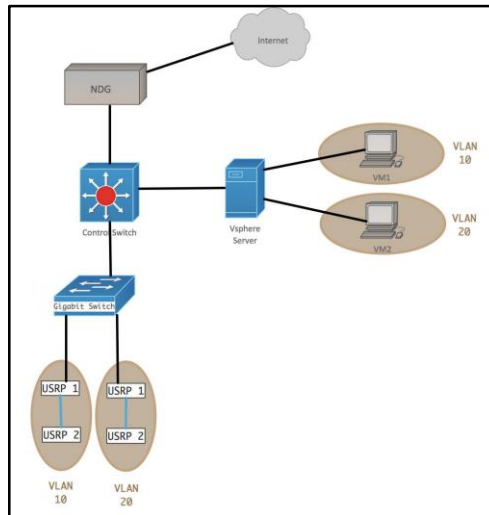 Internet
NDG
VLAN
10
VM1
Control Switch
Vsphere
Server
VLAN
20
VM2
Gigabit Switch
USRP 1
USRP 1
USRP 2
USRP 2
VLAN
10
VLAN
20